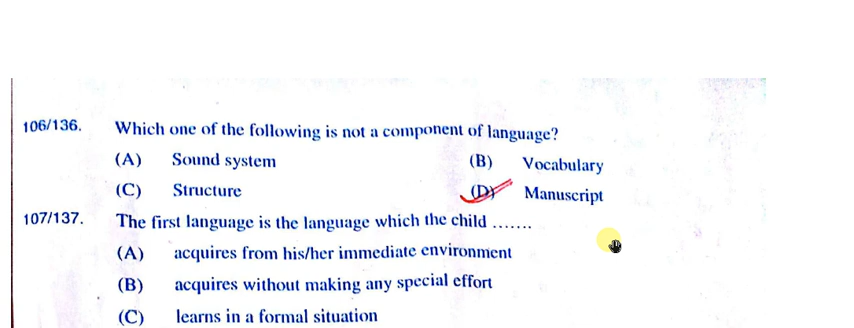 106/136. Which one of the following is not a component of language?
(A) Sound system (B) Vocabulary
(C) Structure (D) Manuscript
107/137. The first language is the language which the child .......
(A) acquires from his/her immediate environment
(B) acquires without making any special effort
(C) learns in a formal situation